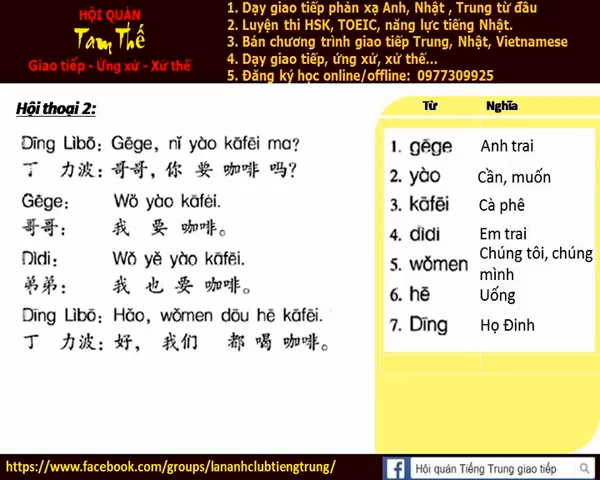 HỘI QUÁN
Tam Thế
Giao tiếp - Ứng xử - Xử thế
1. Dạy giao tiếp phản xạ Anh, Nhật , Trung từ đầu
2. Luyện thi HSK, TOEIC, năng lực tiếng Nhật.
3. Bán chương trình giao tiếp Trung, Nhật, Vietnamese
4. Dạy giao tiếp, ứng xử, xử thế...
5. Đăng ký học online/offline: 0977309925
Hội thoại 2:
Dīng Lìbō: Gēge, nǐ yào kāfēi ma?
丁 力波: 哥哥, 你 要 咖啡 吗?
Gēge: Wǒ yào kāfēi.
哥哥: 我 要 咖啡。
Dìdi: Wǒ yě yào kāfēi.
弟弟: 我 也 要 咖啡。
Dīng Lìbō: Hǎo, wǒmen dōu hē kāfēi.
丁 力波: 好, 我们 都 喝 咖啡。
Từ Nghĩa
1. gēge Anh trai
2. yào Cần, muốn
3. kāfēi Cà phê
4. dìdi Em trai
5. wǒmen Chúng tôi, chúng mình
6. hē Uống
7. Dīng Họ Đinh
https://www.facebook.com/groups/lananhclubtiengtrung/
f Hội quán Tiếng Trung giao tiếp